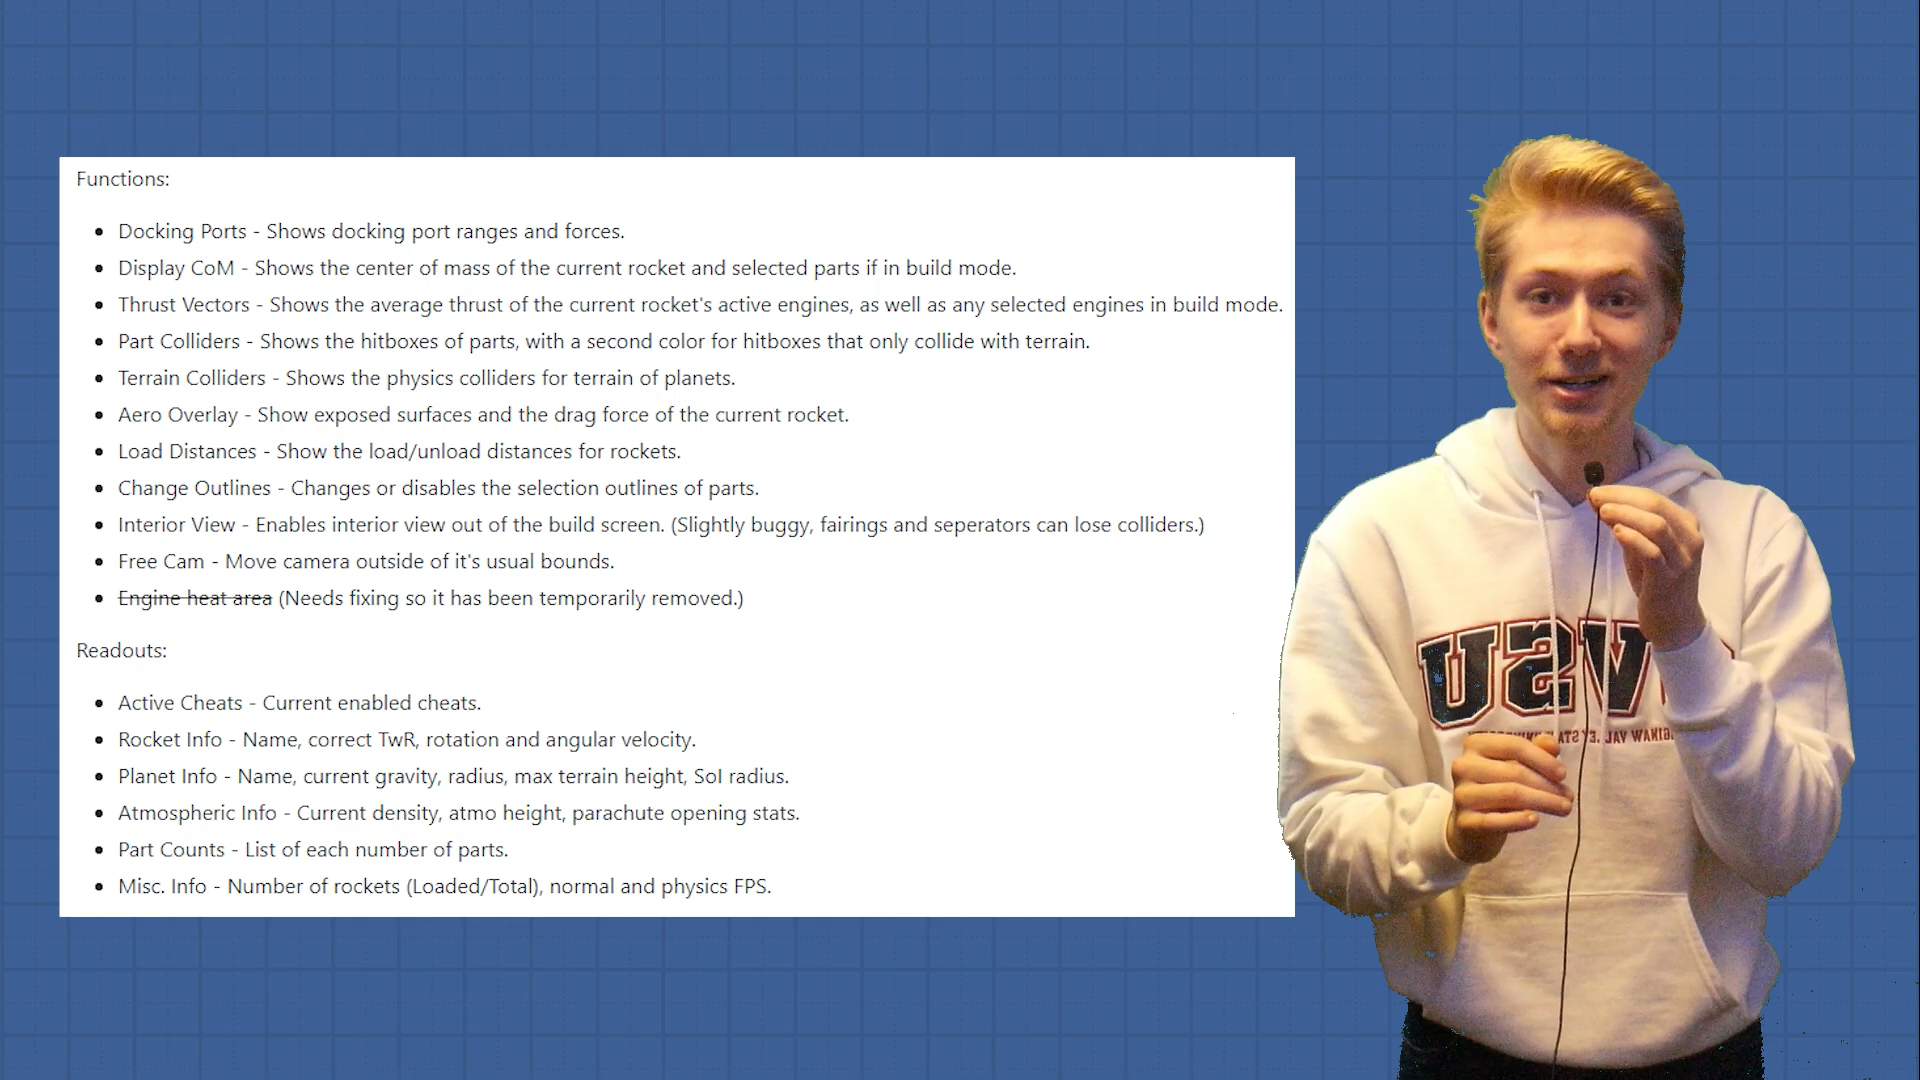 Functions:
Docking Ports - Shows docking port ranges and forces.
Display CoM - Shows the center of mass of the current rocket and selected parts if in build mode.
Thrust Vectors - Shows the average thrust of the current rocket's active engines, as well as any selected engines in build mode.
Part Colliders - Shows the hitboxes of parts, with a second color for hitboxes that only collide with terrain.
Terrain Colliders - Shows the physics colliders for terrain of planets.
Aero Overlay - Show exposed surfaces and the drag force of the current rocket.
Load Distances - Show the load/unload distances for rockets.
Change Outlines - Changes or disables the selection outlines of parts.
Interior View - Enables interior view out of the build screen. (Slightly buggy, fairings and seperators can lose colliders.)
Free Cam - Move camera outside of it's usual bounds.
Engine heat area (Needs fixing so it has been temporarily removed.)
Readouts:
Active Cheats - Current enabled cheats.
Rocket Info - Name, correct TwR, rotation and angular velocity.
Planet Info - Name, current gravity, radius, max terrain height, SoI radius.
Atmospheric Info - Current density, atmo height, parachute opening stats.
Part Counts - List of each number of parts.
Misc. Info - Number of rockets (Loaded/Total), normal and physics FPS.